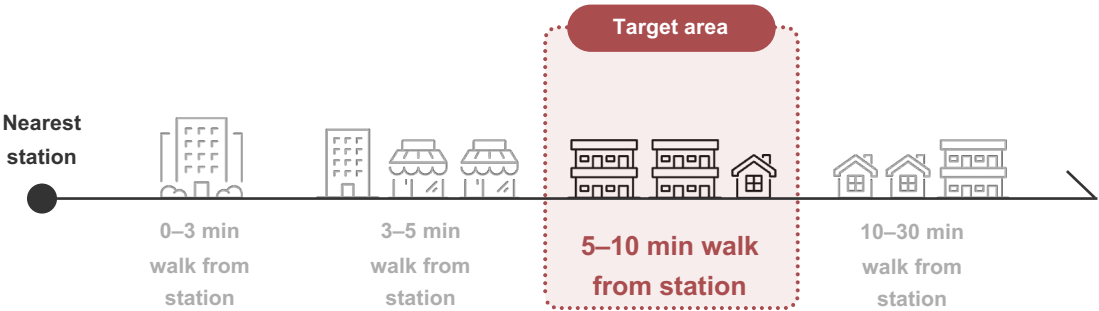 Target area
Nearest
station
0–3 min
walk from
station
3–5 min
walk from
station
5–10 min walk
from station
10–30 min
walk from
station